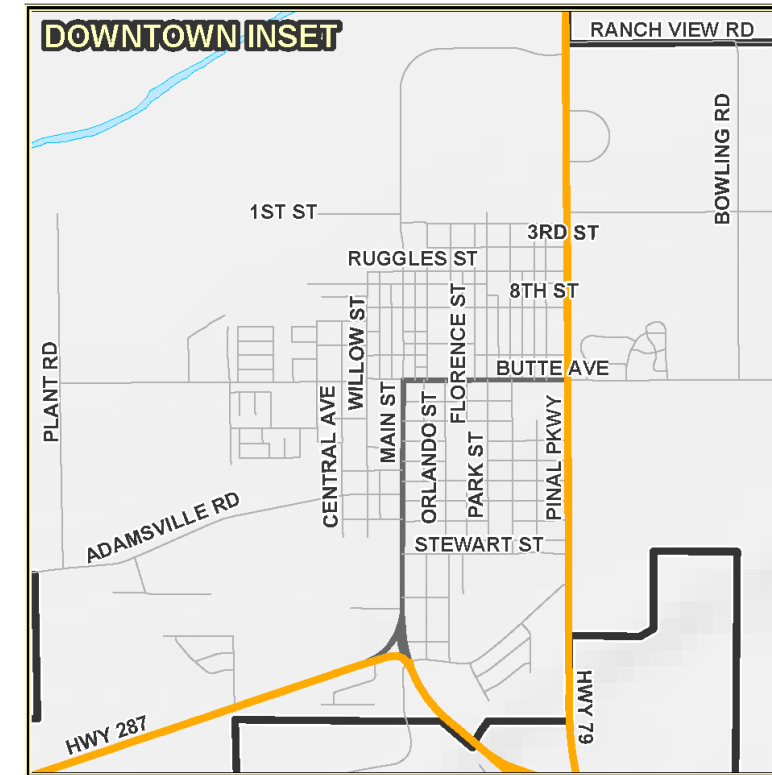 DOWNTOWN INSET
RANCH VIEW RD
BOWLING RD
1ST ST
3RD ST
RUGGLES ST
8TH ST
WILLOW ST
FLORENCE ST
PLANT RD
BUTTE AVE
CENTRAL AVE
MAIN ST
ORLANDO ST
PARK ST
PINAL PKWY
ADAMSVILLE RD
STEWART ST
HWY 287
HWY 79